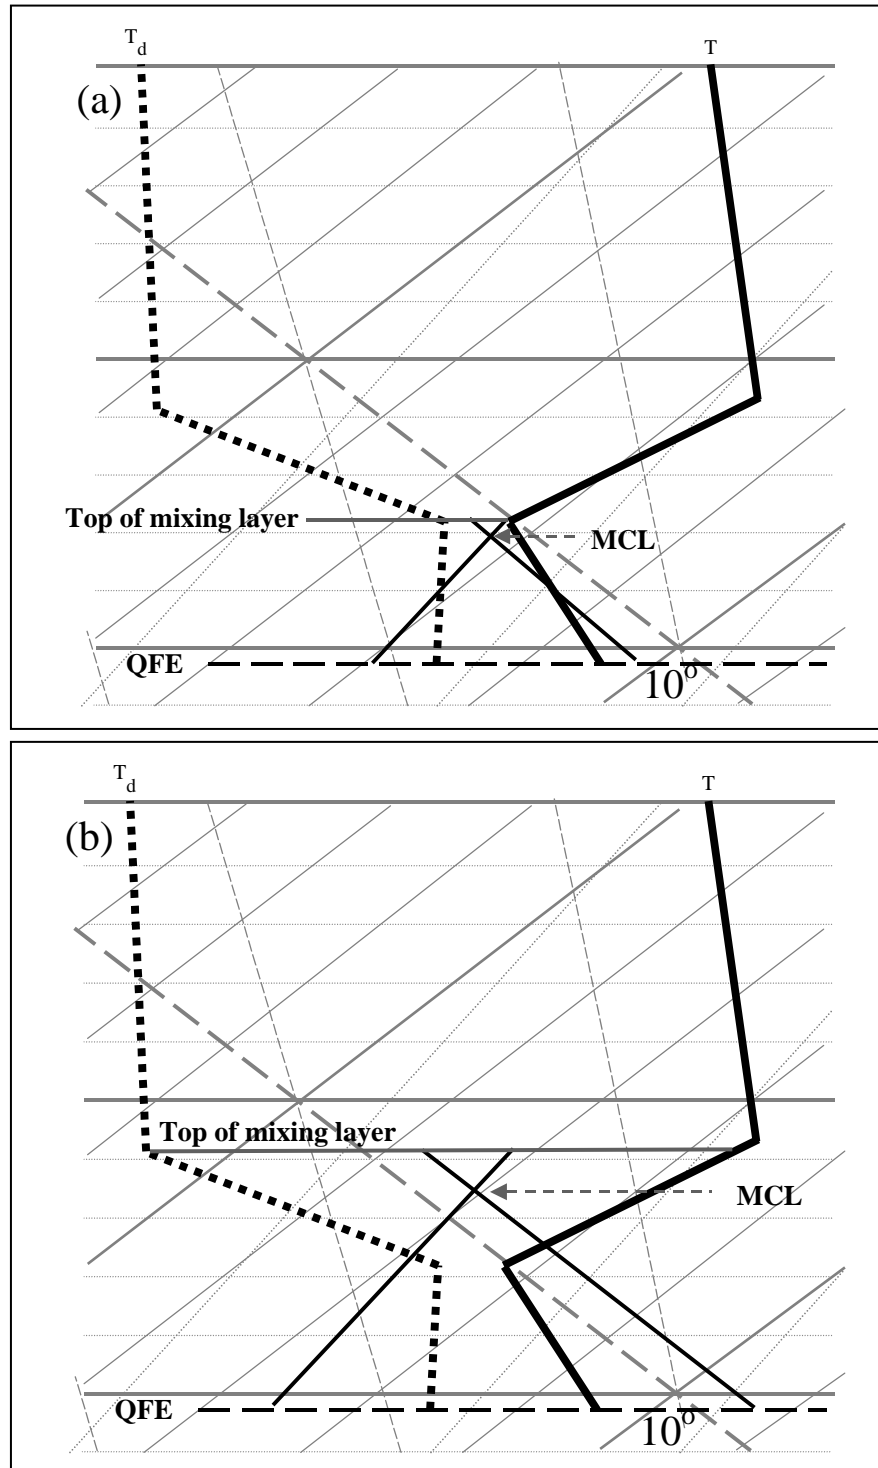 T_d
T
(a)
Top of mixing layer
MCL
QFE
10°
T_d
T
(b)
Top of mixing layer
MCL
QFE
10°